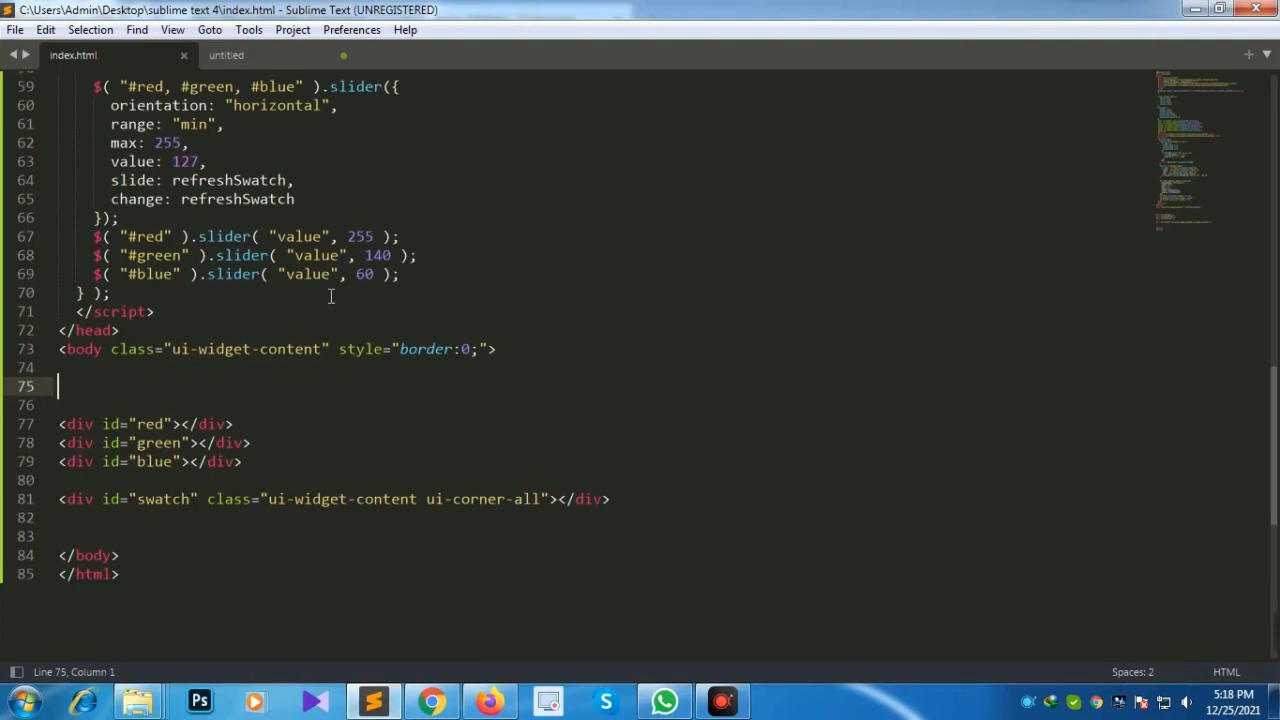 C:\Users\Admin\Desktop\sublime text 4\index.html - Sublime Text (UNREGISTERED)
File Edit Selection Find View Goto Tools Project Preferences Help
index.html untitled
59 $( "#red, #green, #blue" ).slider({
60 orientation: "horizontal",
61 range: "min",
62 max: 255,
63 value: 127,
64 slide: refreshSwatch,
65 change: refreshSwatch
66 });
67 $( "#red" ).slider( "value", 255 );
68 $( "#green" ).slider( "value", 140 );
69 $( "#blue" ).slider( "value", 60 );
70 } );
71 </script>
72 </head>
73 <body class="ui-widget-content" style="border:0;">
74
75
76
77 <div id="red"></div>
78 <div id="green"></div>
79 <div id="blue"></div>
80
81 <div id="swatch" class="ui-widget-content ui-corner-all"></div>
82
83
84 </body>
85 </html>
Line 75, Column 1 Spaces: 2 HTML
Ps
5:18 PM
12/25/2021